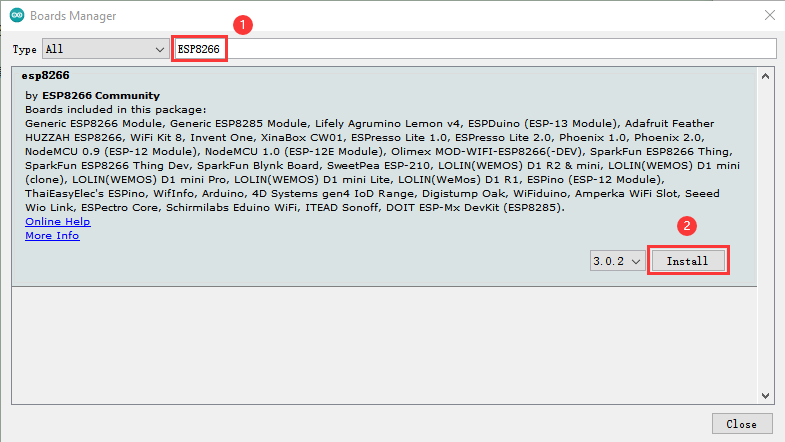 Boards Manager
1
Type All ESP8266
esp8266
by ESP8266 Community
Boards included in this package:
Generic ESP8266 Module, Generic ESP8285 Module, Lifely Agrumino Lemon v4, ESPDuino (ESP-13 Module), Adafruit Feather
HUZZAH ESP8266, WiFi Kit 8, Invent One, XinaBox CW01, ESPresso Lite 1.0, ESPresso Lite 2.0, Phoenix 1.0, Phoenix 2.0,
NodeMCU 0.9 (ESP-12 Module), NodeMCU 1.0 (ESP-12E Module), Olimex MOD-WIFI-ESP8266(-DEV), SparkFun ESP8266 Thing,
SparkFun ESP8266 Thing Dev, SparkFun Blynk Board, SweetPea ESP-210, LOLIN(WEMOS) D1 R2 & mini, LOLIN(WEMOS) D1 mini
(clone), LOLIN(WEMOS) D1 mini Pro, LOLIN(WEMOS) D1 mini Lite, LOLIN(WeMos) D1 R1, ESPino (ESP-12 Module),
ThaiEasyElec's ESPino, WifInfo, Arduino, 4D Systems gen4 IoD Range, Digistump Oak, WiFiduino, Amperka WiFi Slot, Seeed
Wio Link, ESPectro Core, Schirmilabs Eduino WiFi, ITEAD Sonoff, DOIT ESP-Mx DevKit (ESP8285).
Online Help
More Info
2
3.0.2 Install
Close